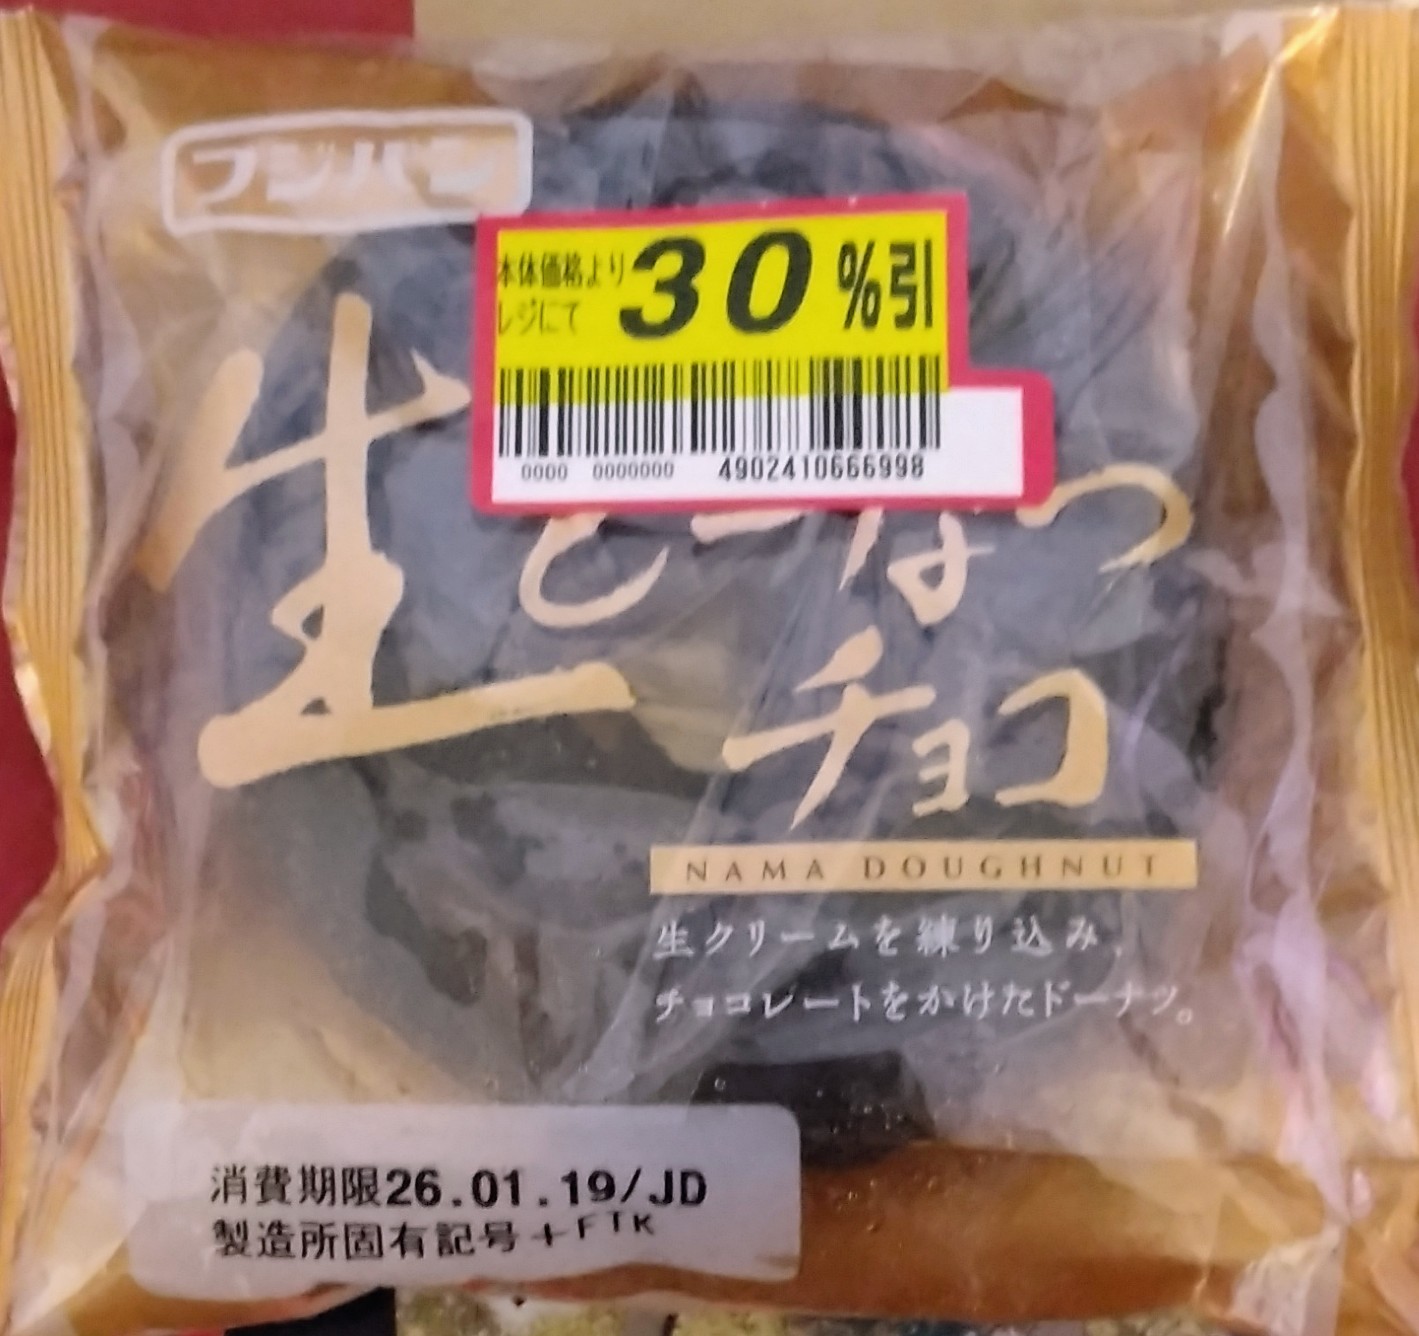 フジパン
本体価格より
レジにて
30%引
0000 0000000 4902410666998
生どーなつ
チョコ
NAMA DOUGHNUT
生クリームを練り込み、
チョコレートをかけたドーナツ。
消費期限26.01.19/JD
製造所固有記号+FTK